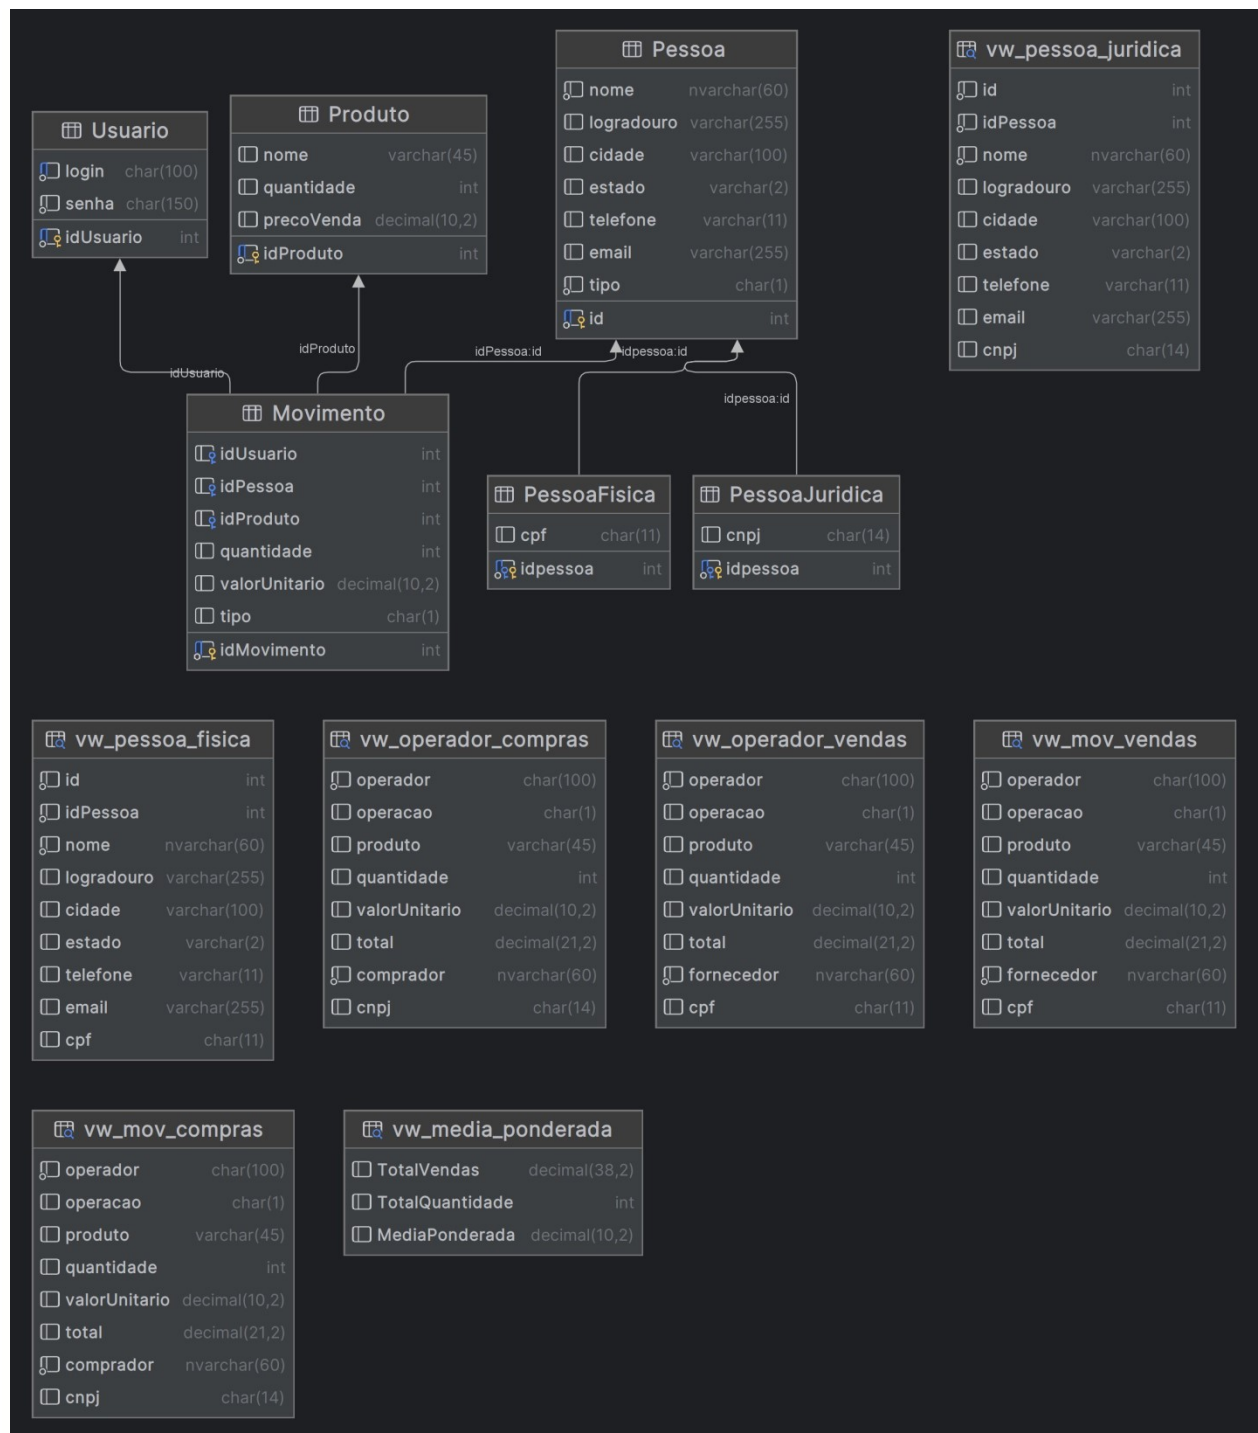 Usuario
login char(100)
senha char(150)
idUsuario int
Produto
nome varchar(45)
quantidade int
precoVenda decimal(10,2)
idProduto int
Pessoa
nome nvarchar(60)
logradouro varchar(255)
cidade varchar(100)
estado varchar(2)
telefone varchar(11)
email varchar(255)
tipo char(1)
id int
vw_pessoa_juridica
id int
idPessoa int
nome nvarchar(60)
logradouro varchar(255)
cidade varchar(100)
estado varchar(2)
telefone varchar(11)
email varchar(255)
cnpj char(14)
idUsuario
idProduto
idPessoa:id
idpessoa:id
idpessoa:id
Movimento
idUsuario int
idPessoa int
idProduto int
quantidade int
valorUnitario decimal(10,2)
tipo char(1)
idMovimento int
PessoaFisica
cpf char(11)
idpessoa int
PessoaJuridica
cnpj char(14)
idpessoa int
vw_pessoa_fisica
id int
idPessoa int
nome nvarchar(60)
logradouro varchar(255)
cidade varchar(100)
estado varchar(2)
telefone varchar(11)
email varchar(255)
cpf char(11)
vw_operador_compras
operador char(100)
operacao char(1)
produto varchar(45)
quantidade int
valorUnitario decimal(10,2)
total decimal(21,2)
comprador nvarchar(60)
cnpj char(14)
vw_operador_vendas
operador char(100)
operacao char(1)
produto varchar(45)
quantidade int
valorUnitario decimal(10,2)
total decimal(21,2)
fornecedor nvarchar(60)
cpf char(11)
vw_mov_vendas
operador char(100)
operacao char(1)
produto varchar(45)
quantidade int
valorUnitario decimal(10,2)
total decimal(21,2)
fornecedor nvarchar(60)
cpf char(11)
vw_mov_compras
operador char(100)
operacao char(1)
produto varchar(45)
quantidade int
valorUnitario decimal(10,2)
total decimal(21,2)
comprador nvarchar(60)
cnpj char(14)
vw_media_ponderada
TotalVendas decimal(38,2)
TotalQuantidade int
MediaPonderada decimal(10,2)